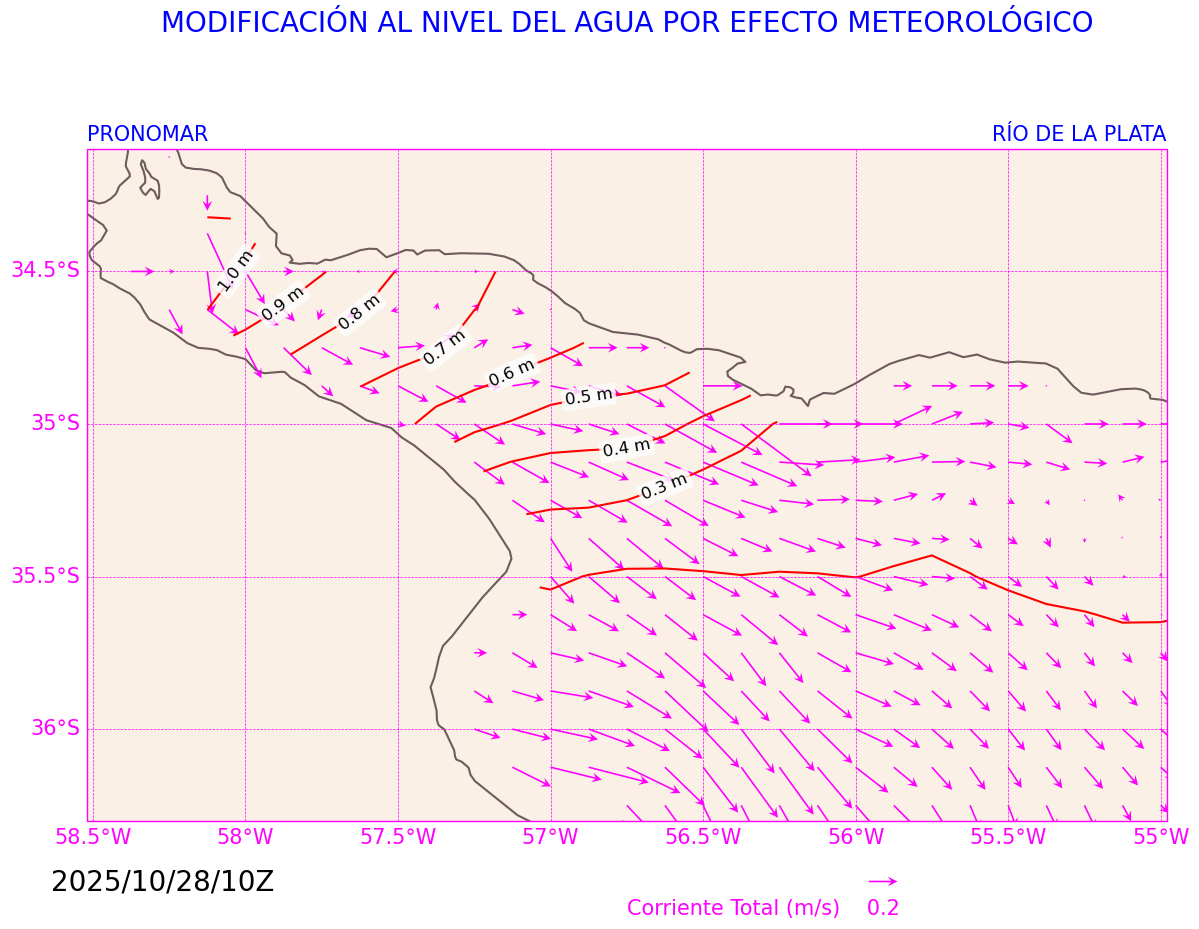 MODIFICACIÓN AL NIVEL DEL AGUA POR EFECTO METEOROLÓGICO
PRONOMAR RÍO DE LA PLATA
1.0 m
0.9 m
0.8 m
0.7 m
0.6 m
0.5 m
0.4 m
0.3 m
34.5°S
35°S
35.5°S
36°S
58.5°W 58°W 57.5°W 57°W 56.5°W 56°W 55.5°W 55°W
2025/10/28/10Z
Corriente Total (m/s) 0.2